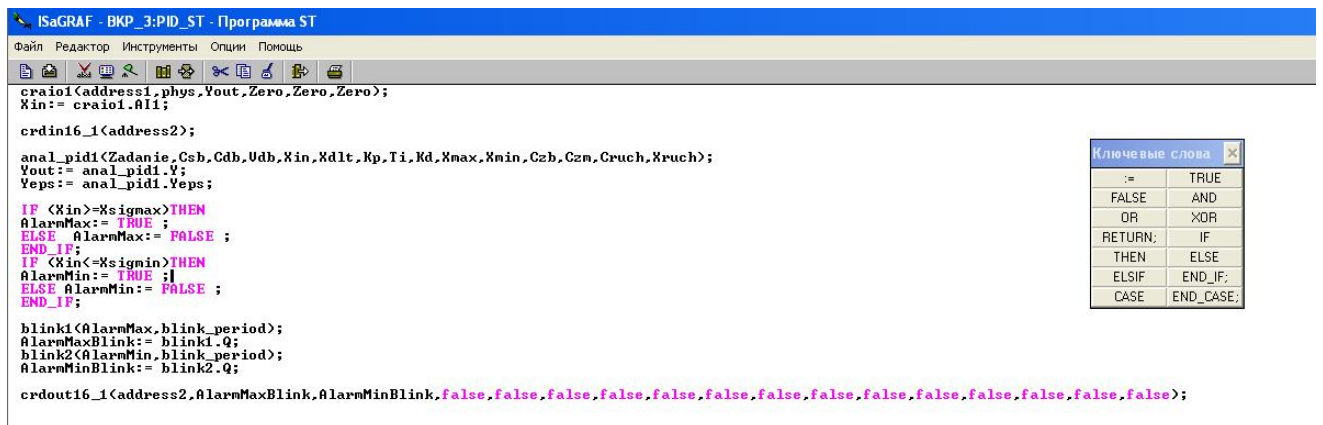 ISaGRAF - BKP_3:PID_ST - Программа ST
Файл Редактор Инструменты Опции Помощь
craio1(address1,phys,Yout,Zero,Zero,Zero);
Xin:= craio1.AI1;
crdin16_1(address2);
anal_pid1(Zadanie,Csb,Cdb,Vdb,Xin,Xdlt,Kp,Ti,Kd,Xmax,Xmin,Czb,Czm,Cruch,Xruch);
Yout:= anal_pid1.Y;
Yeps:= anal_pid1.Yeps;
IF (Xin>=Xsigmax)THEN
AlarmMax:= TRUE ;
ELSE AlarmMax:= FALSE ;
END_IF;
IF (Xin<=Xsigmin)THEN
AlarmMin:= TRUE ;
ELSE AlarmMin:= FALSE ;
END_IF;
blink1(AlarmMax,blink_period);
AlarmMaxBlink:= blink1.Q;
blink2(AlarmMin,blink_period);
AlarmMinBlink:= blink2.Q;
crdout16_1(address2,AlarmMaxBlink,AlarmMinBlink,false,false,false,false,false,false,false,false,false,false,false,false,false,false);
Ключевые слова
:= TRUE
FALSE AND
OR XOR
RETURN; IF
THEN ELSE
ELSIF END_IF;
CASE END_CASE;